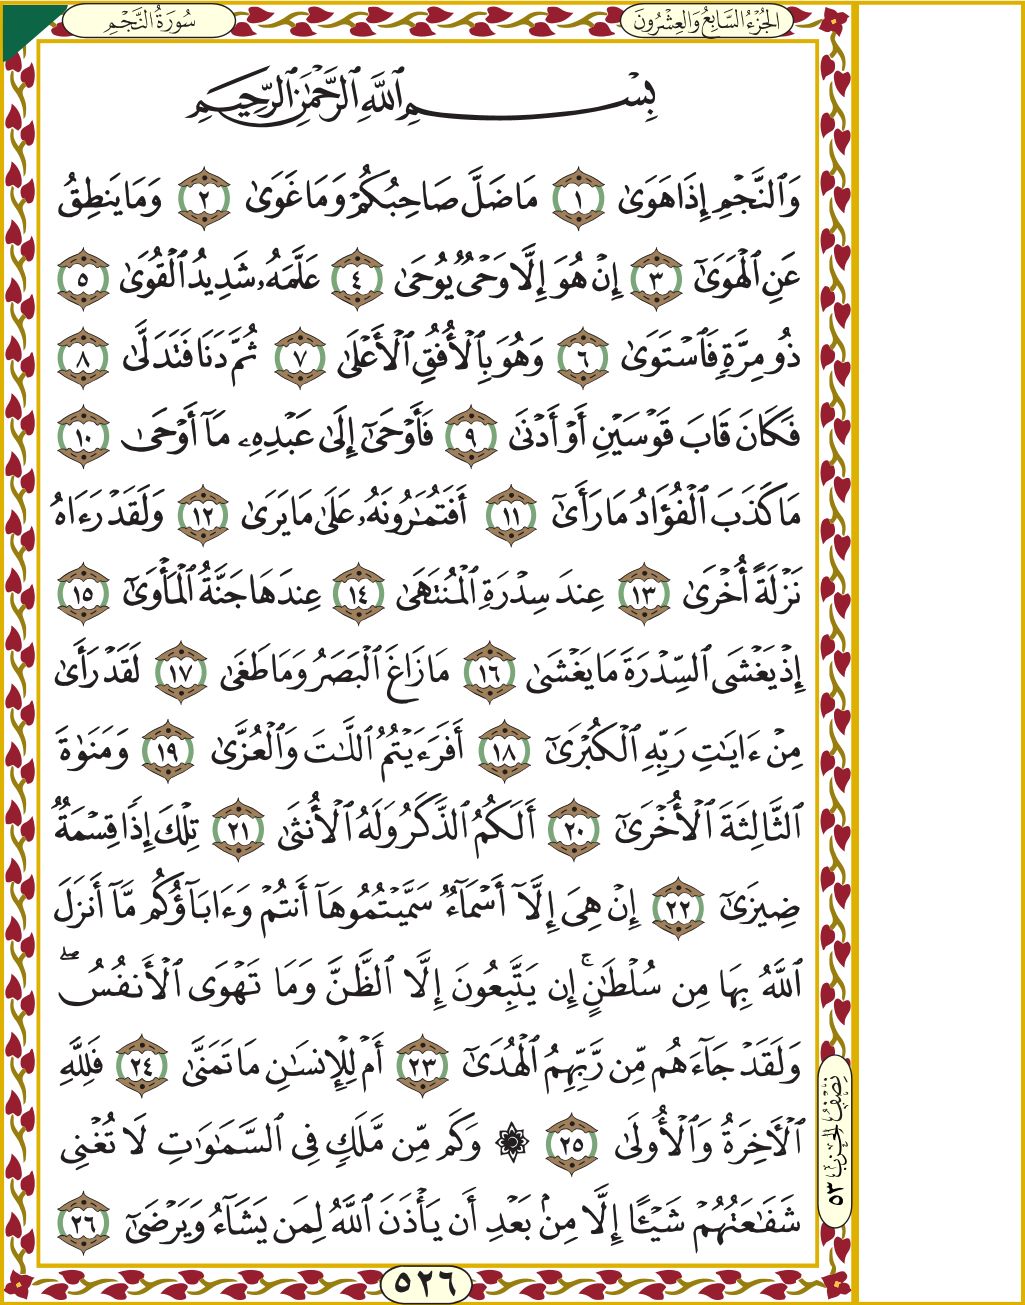 سُورَةُ النَّجْمِ
الجُزْءُ السَّابِعُ وَالعِشْرُونَ
بِسْمِ ٱللَّهِ ٱلرَّحْمَٰنِ ٱلرَّحِيمِ
وَٱلنَّجْمِ إِذَا هَوَىٰ ١ مَا ضَلَّ صَاحِبُكُمْ وَمَا غَوَىٰ ٢ وَمَا يَنطِقُ
عَنِ ٱلْهَوَىٰٓ ٣ إِنْ هُوَ إِلَّا وَحْىٌ يُوحَىٰ ٤ عَلَّمَهُۥ شَدِيدُ ٱلْقُوَىٰ ٥
ذُو مِرَّةٍ فَٱسْتَوَىٰ ٦ وَهُوَ بِٱلْأُفُقِ ٱلْأَعْلَىٰ ٧ ثُمَّ دَنَا فَتَدَلَّىٰ ٨
فَكَانَ قَابَ قَوْسَيْنِ أَوْ أَدْنَىٰ ٩ فَأَوْحَىٰٓ إِلَىٰ عَبْدِهِۦ مَآ أَوْحَىٰ ١٠
مَا كَذَبَ ٱلْفُؤَادُ مَا رَأَىٰٓ ١١ أَفَتُمَٰرُونَهُۥ عَلَىٰ مَا يَرَىٰ ١٢ وَلَقَدْ رَءَاهُ
نَزْلَةً أُخْرَىٰ ١٣ عِندَ سِدْرَةِ ٱلْمُنتَهَىٰ ١٤ عِندَهَا جَنَّةُ ٱلْمَأْوَىٰٓ ١٥
إِذْ يَغْشَى ٱلسِّدْرَةَ مَا يَغْشَىٰ ١٦ مَا زَاغَ ٱلْبَصَرُ وَمَا طَغَىٰ ١٧ لَقَدْ رَأَىٰ
مِنْ ءَايَٰتِ رَبِّهِ ٱلْكُبْرَىٰٓ ١٨ أَفَرَءَيْتُمُ ٱللَّٰتَ وَٱلْعُزَّىٰ ١٩ وَمَنَوٰةَ
ٱلثَّالِثَةَ ٱلْأُخْرَىٰٓ ٢٠ أَلَكُمُ ٱلذَّكَرُ وَلَهُ ٱلْأُنثَىٰ ٢١ تِلْكَ إِذًا قِسْمَةٌ
ضِيزَىٰٓ ٢٢ إِنْ هِىَ إِلَّآ أَسْمَآءٌ سَمَّيْتُمُوهَآ أَنتُمْ وَءَابَآؤُكُم مَّآ أَنزَلَ
ٱللَّهُ بِهَا مِن سُلْطَٰنٍ ۚ إِن يَتَّبِعُونَ إِلَّا ٱلظَّنَّ وَمَا تَهْوَى ٱلْأَنفُسُ ۖ
وَلَقَدْ جَآءَهُم مِّن رَّبِّهِمُ ٱلْهُدَىٰٓ ٢٣ أَمْ لِلْإِنسَٰنِ مَا تَمَنَّىٰ ٢٤ فَلِلَّهِ
ٱلْءَاخِرَةُ وَٱلْأُولَىٰ ٢٥ ۞ وَكَم مِّن مَّلَكٍ فِى ٱلسَّمَٰوَٰتِ لَا تُغْنِى
شَفَٰعَتُهُمْ شَيْـًٔا إِلَّا مِنۢ بَعْدِ أَن يَأْذَنَ ٱللَّهُ لِمَن يَشَآءُ وَيَرْضَىٰٓ ٢٦
نِصْفُ الحِزْبِ ٥٣
٥٢٦